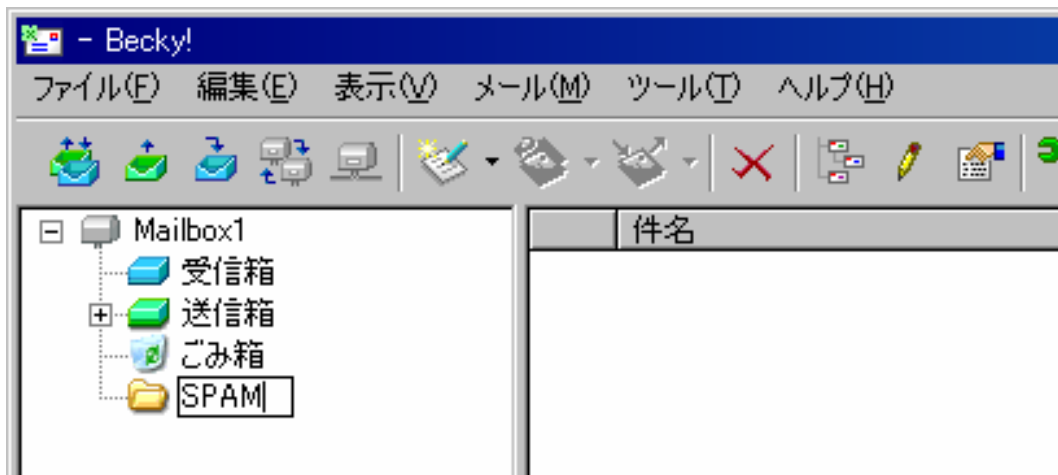 - Becky!
ファイル(F) 編集(E) 表示(V) メール(M) ツール(T) ヘルプ(H)
Mailbox1
件名
受信箱
送信箱
ごみ箱
SPAM